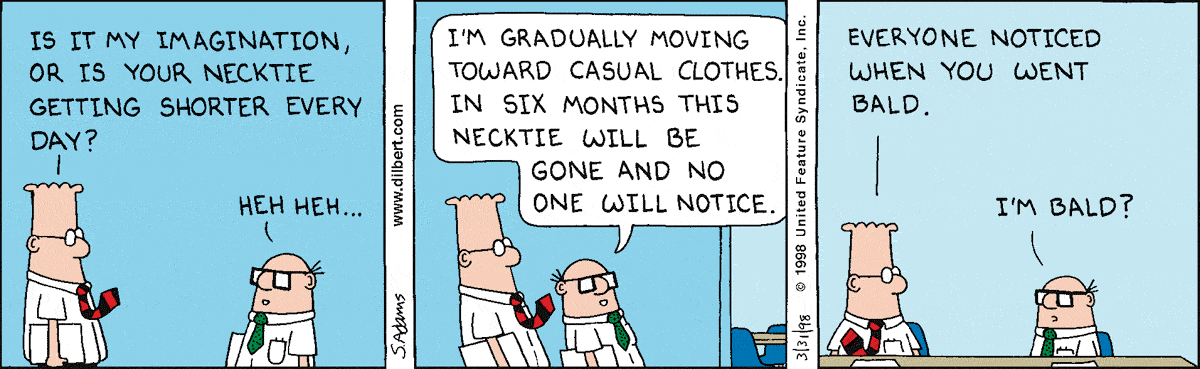 IS IT MY IMAGINATION,
OR IS YOUR NECKTIE
GETTING SHORTER EVERY
DAY?
HEH HEH...
www.dilbert.com
S.Adams
I'M GRADUALLY MOVING
TOWARD CASUAL CLOTHES.
IN SIX MONTHS THIS
NECKTIE WILL BE
GONE AND NO
ONE WILL NOTICE.
3/31/98 © 1998 United Feature Syndicate, Inc.
EVERYONE NOTICED
WHEN YOU WENT
BALD.
I'M BALD?